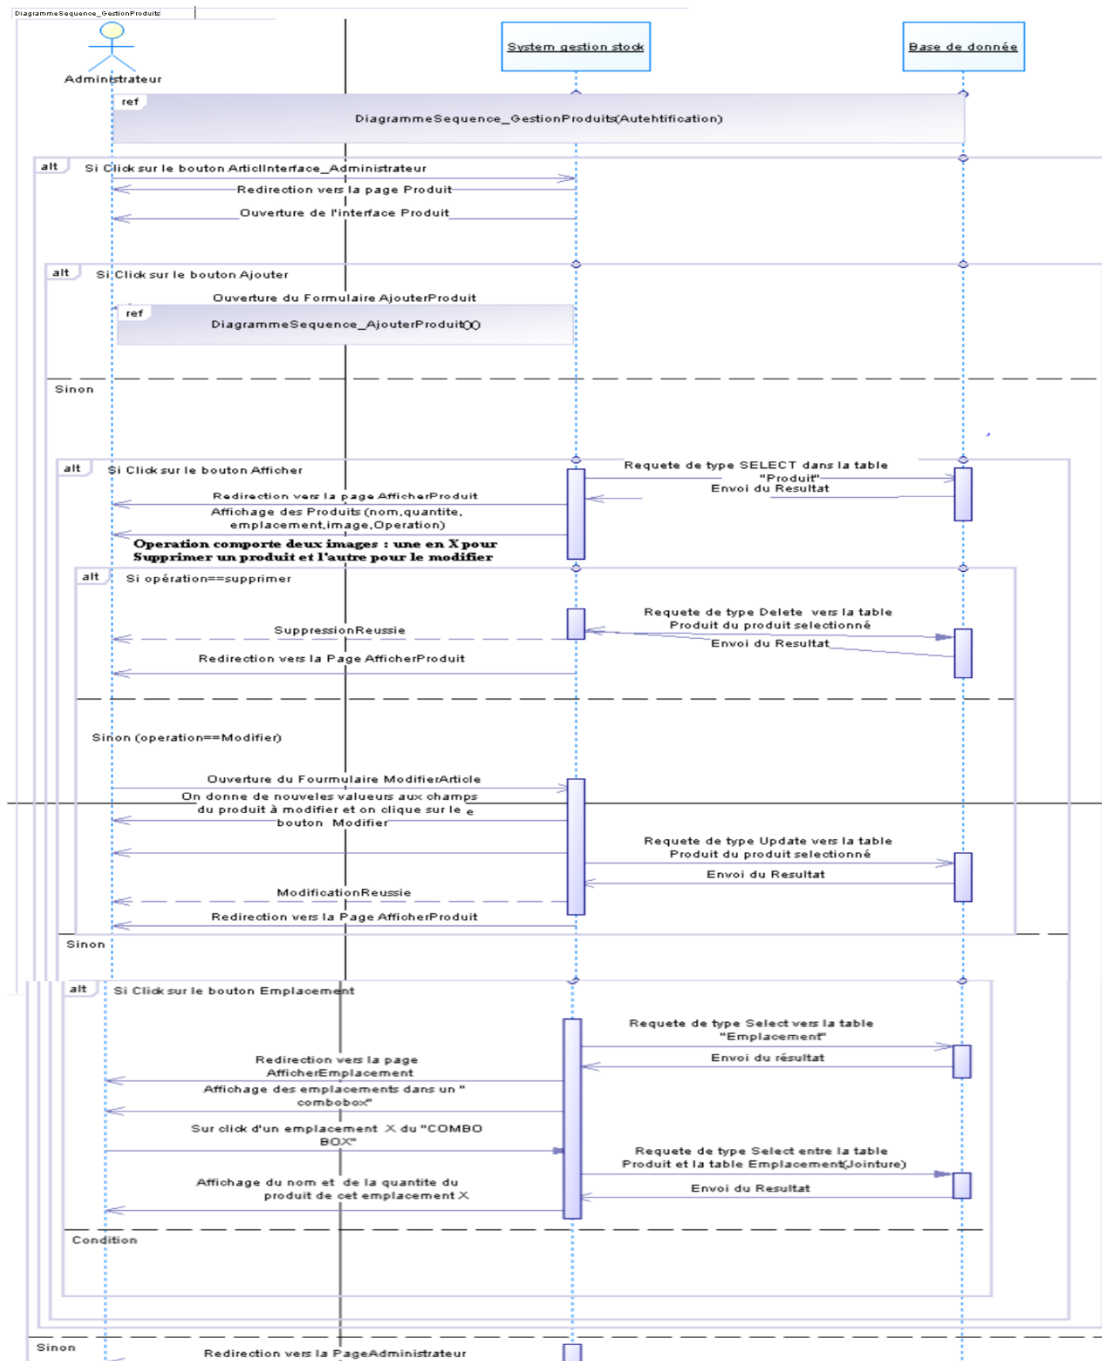 DiagrammeSequence_GestionProduits
System gestion stock
Base de donnée
Administrateur
ref
DiagrammeSequence_GestionProduits(Autehtification)
alt
Si Click sur le bouton ArticlInterface_Administrateur
Redirection vers la page Produit
Ouverture de l'interface Produit
alt
Si Click sur le bouton Ajouter
Ouverture du Formulaire AjouterProduit
ref
DiagrammeSequence_AjouterProduit()()
Sinon
alt
Si Click sur le bouton Afficher
Requete de type SELECT dans la table
"Produit"
Envoi du Resultat
Redirection vers la page AfficherProduit
Affichage des Produits (nom,quantite,
emplacement,image,Operation)
Operation comporte deux images : une en X pour
Supprimer un produit et l'autre pour le modifier
alt
Si opération==supprimer
Requete de type Delete vers la table
Produit du produit selectionné
Envoi du Resultat
SuppressionReussie
Redirection vers la Page AfficherProduit
Sinon (operation==Modifier)
Ouverture du Fourmulaire ModifierArticle
On donne de nouveles valueurs aux champs
du produit à modifier et on clique sur le e
bouton Modifier
Requete de type Update vers la table
Produit du produit selectionné
Envoi du Resultat
ModificationReussie
Redirection vers la Page AfficherProduit
Sinon
alt
Si Click sur le bouton Emplacement
Requete de type Select vers la table
"Emplacement"
Envoi du résultat
Redirection vers la page
AfficherEmplacement
Affichage des emplacements dans un "
combobox"
Sur click d'un emplacement X du "COMBO
BOX"
Requete de type Select entre la table
Produit et la table Emplacement(Jointure)
Envoi du Resultat
Affichage du nom et de la quantite du
produit de cet emplacement X
Condition
Sinon
Redirection vers la PageAdministrateur